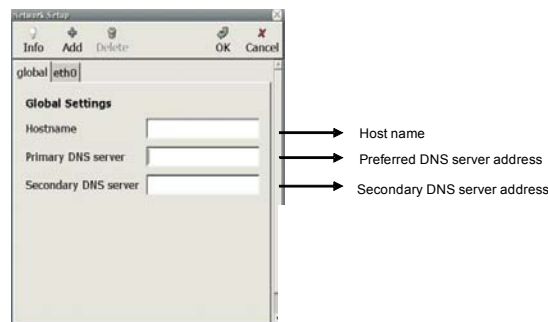 Network Setup
Info Add Delete OK Cancel
global eth0
Global Settings
Hostname
Primary DNS server
Secondary DNS server
Host name
Preferred DNS server address
Secondary DNS server address